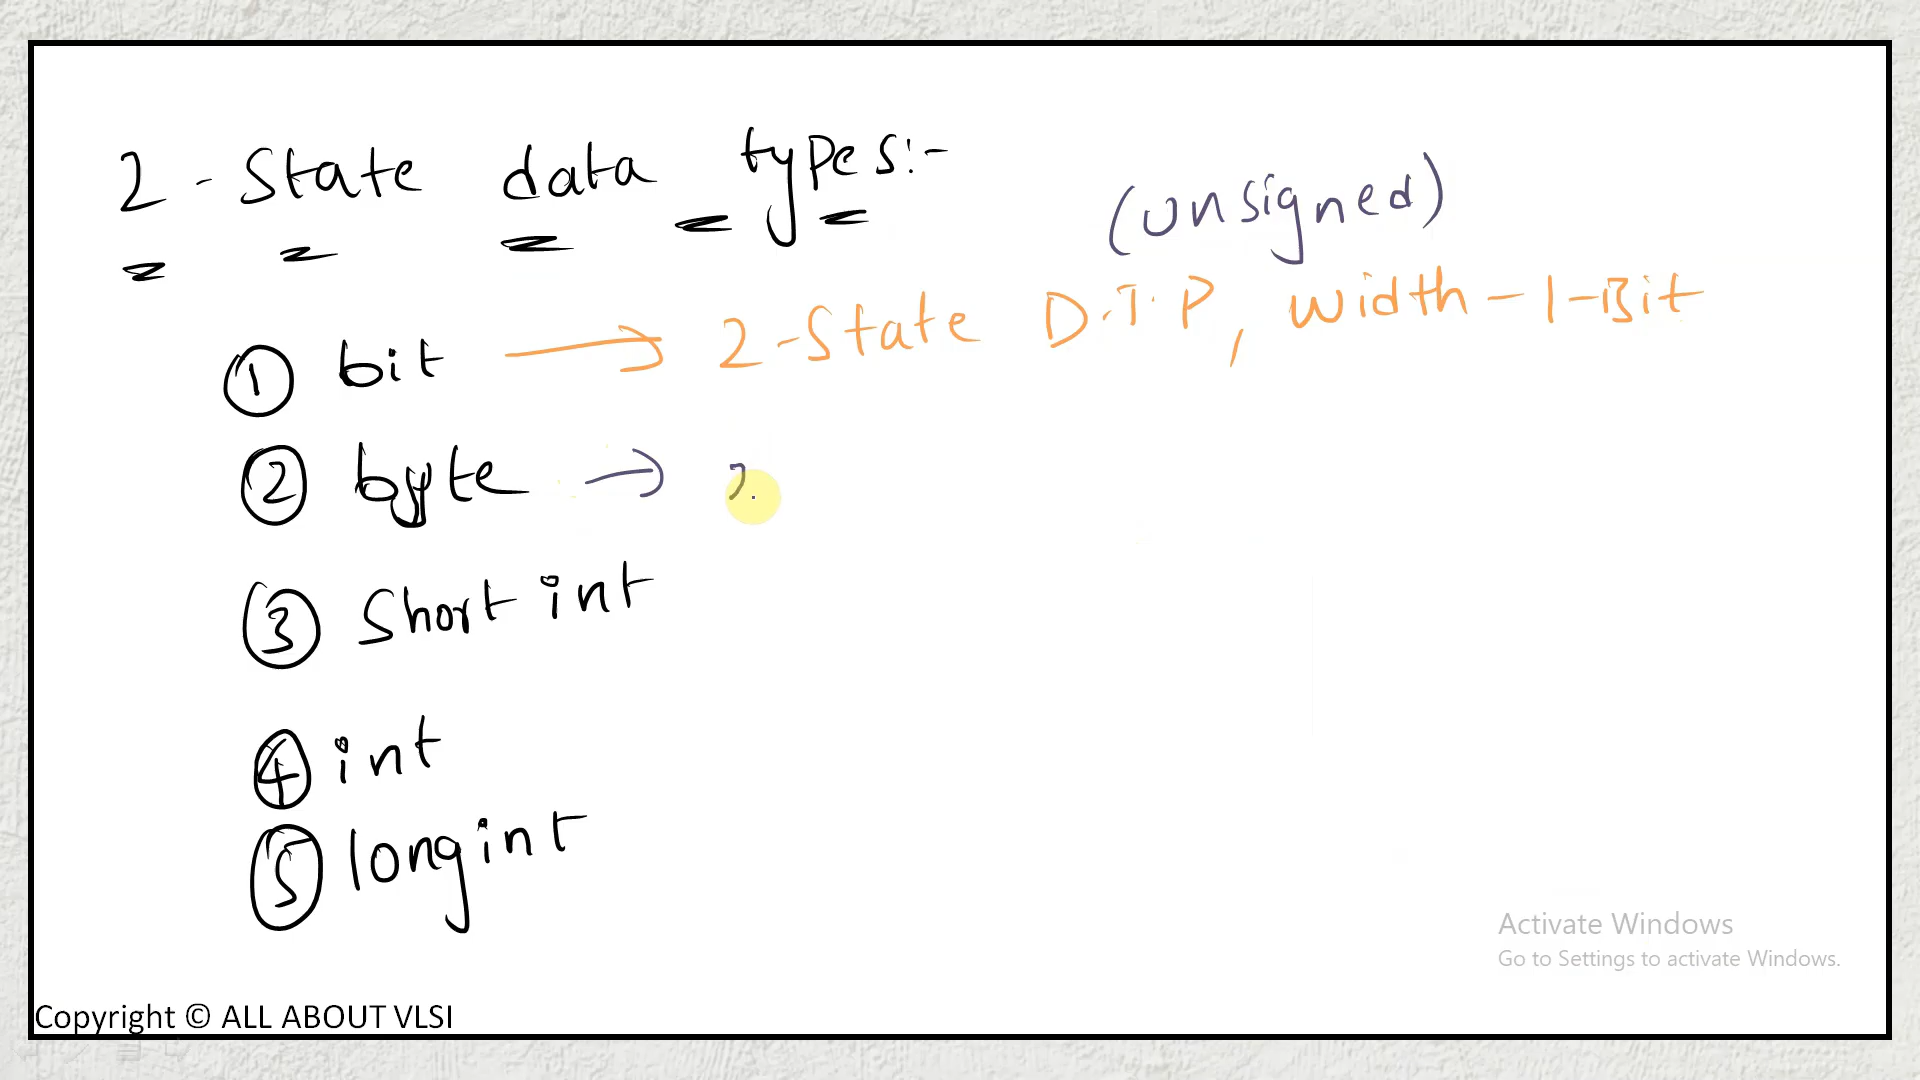 2-State data types:-
(unsigned)
① bit → 2-State D.T.P, width-1-Bit
② byte → 2
③ Short int
④ int
⑤ longint
Activate Windows
Go to Settings to activate Windows.
Copyright © ALL ABOUT VLSI